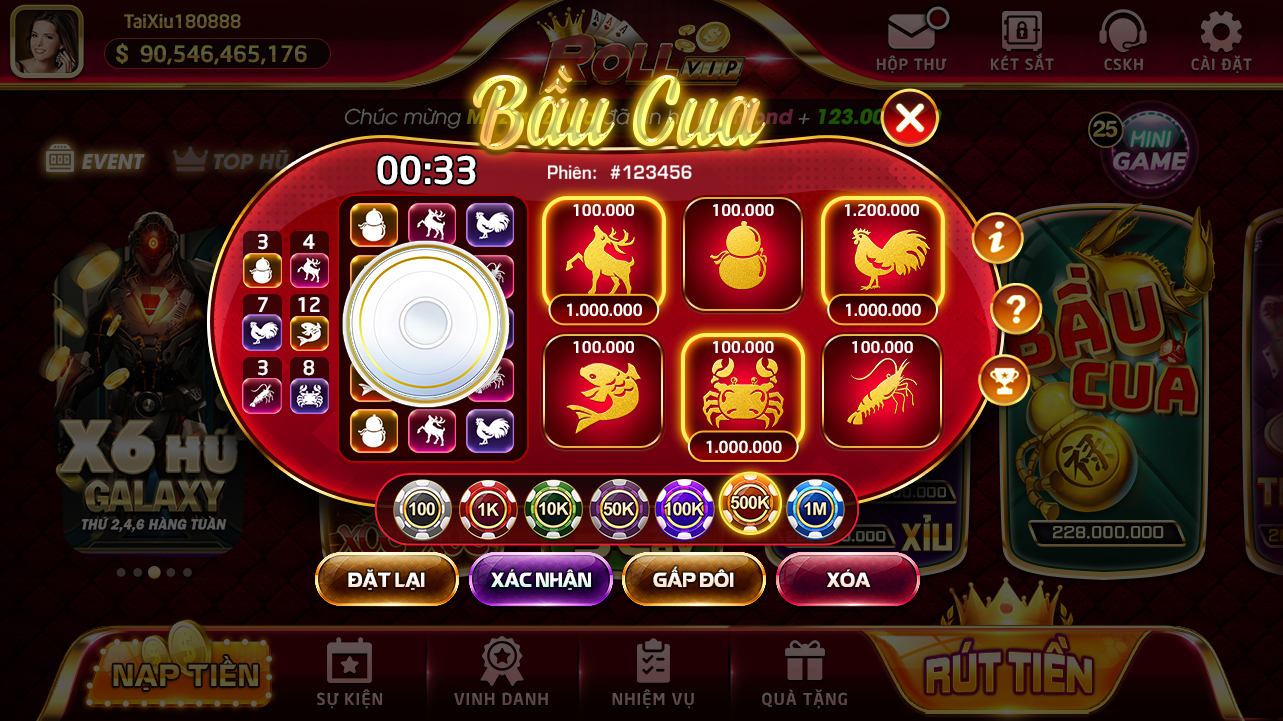 TaiXiu180888
$ 90,546,465,176
ROLL
VIP
HỘP THƯ
KÉT SẮT
CSKH
CÀI ĐẶT
Bầu Cua
Chúc mừng
+ 123.00
EVENT
TOP HŨ
25
MINI
GAME
00:33
Phiên: #123456
100.000
100.000
1.200.000
1.000.000
1.000.000
3
4
7
12
3
8
100.000
100.000
100.000
1.000.000
i
?
BẦU
CUA
228.000.000
X6 HŨ
GALAXY
THỨ 2,4,6 HÀNG TUẦN
100
1K
10K
50K
100K
500K
1M
XỈU
ĐẶT LẠI
XÁC NHẬN
GẤP ĐÔI
XÓA
NẠP TIỀN
SỰ KIỆN
VINH DANH
NHIỆM VỤ
QUÀ TẶNG
RÚT TIỀN